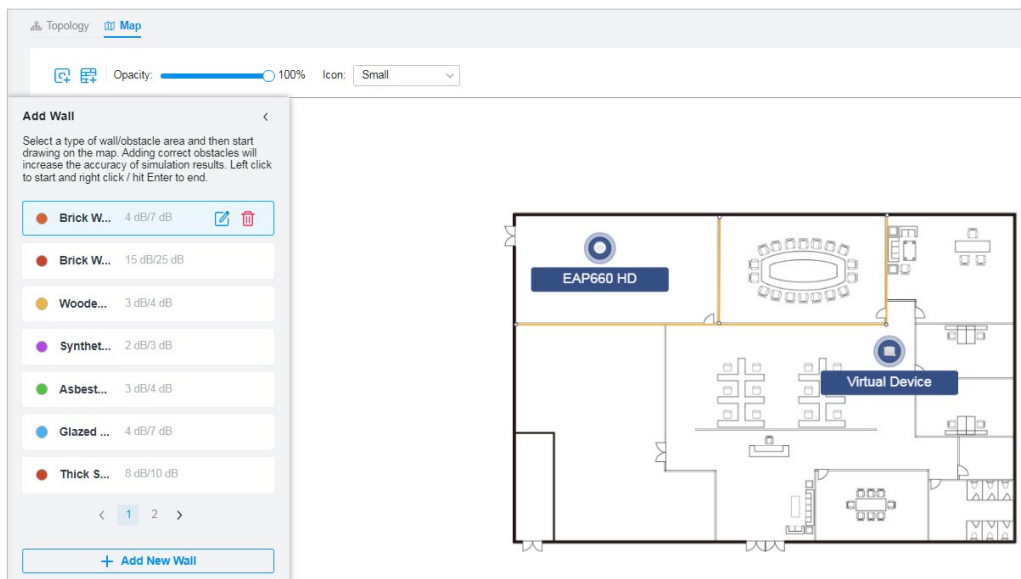 Topology Map
Opacity: 100% Icon: Small
Add Wall
Select a type of wall/obstacle area and then start
drawing on the map. Adding correct obstacles will
increase the accuracy of simulation results. Left click
to start and right click / hit Enter to end.
Brick W... 4 dB/7 dB
Brick W... 15 dB/25 dB
Woode... 3 dB/4 dB
Synthet... 2 dB/3 dB
Asbest... 3 dB/4 dB
Glazed ... 4 dB/7 dB
Thick S... 8 dB/10 dB
< 1 2 >
+ Add New Wall
EAP660 HD
Virtual Device